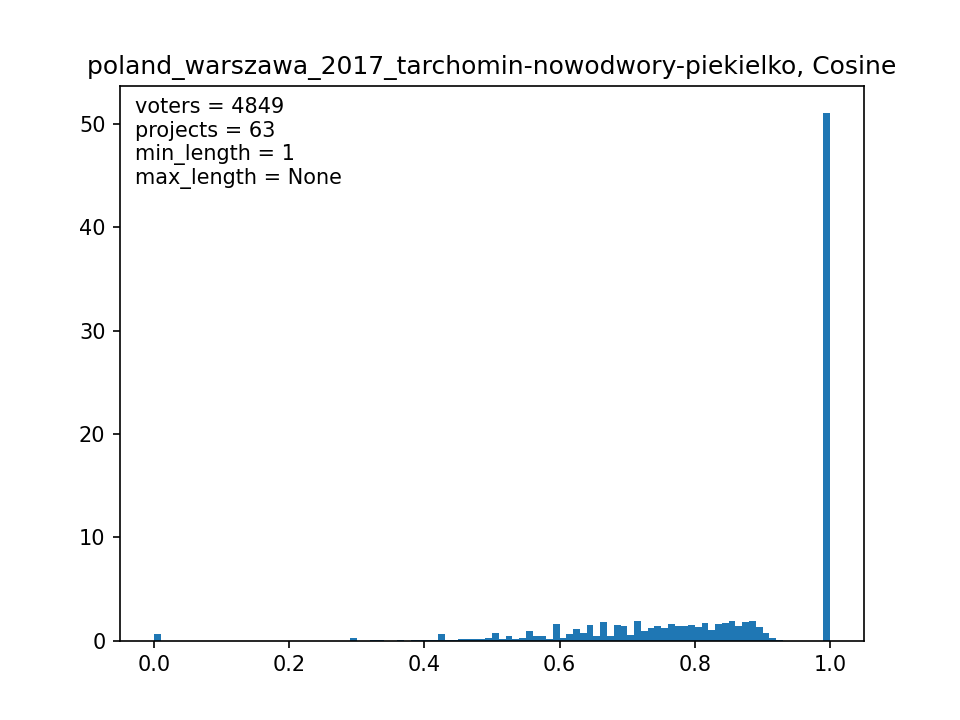 poland_warszawa_2017_tarchomin-nowodwory-piekielko, Cosine
voters = 4849
projects = 63
min_length = 1
max_length = None
50
40
30
20
10
0
0.0 0.2 0.4 0.6 0.8 1.0